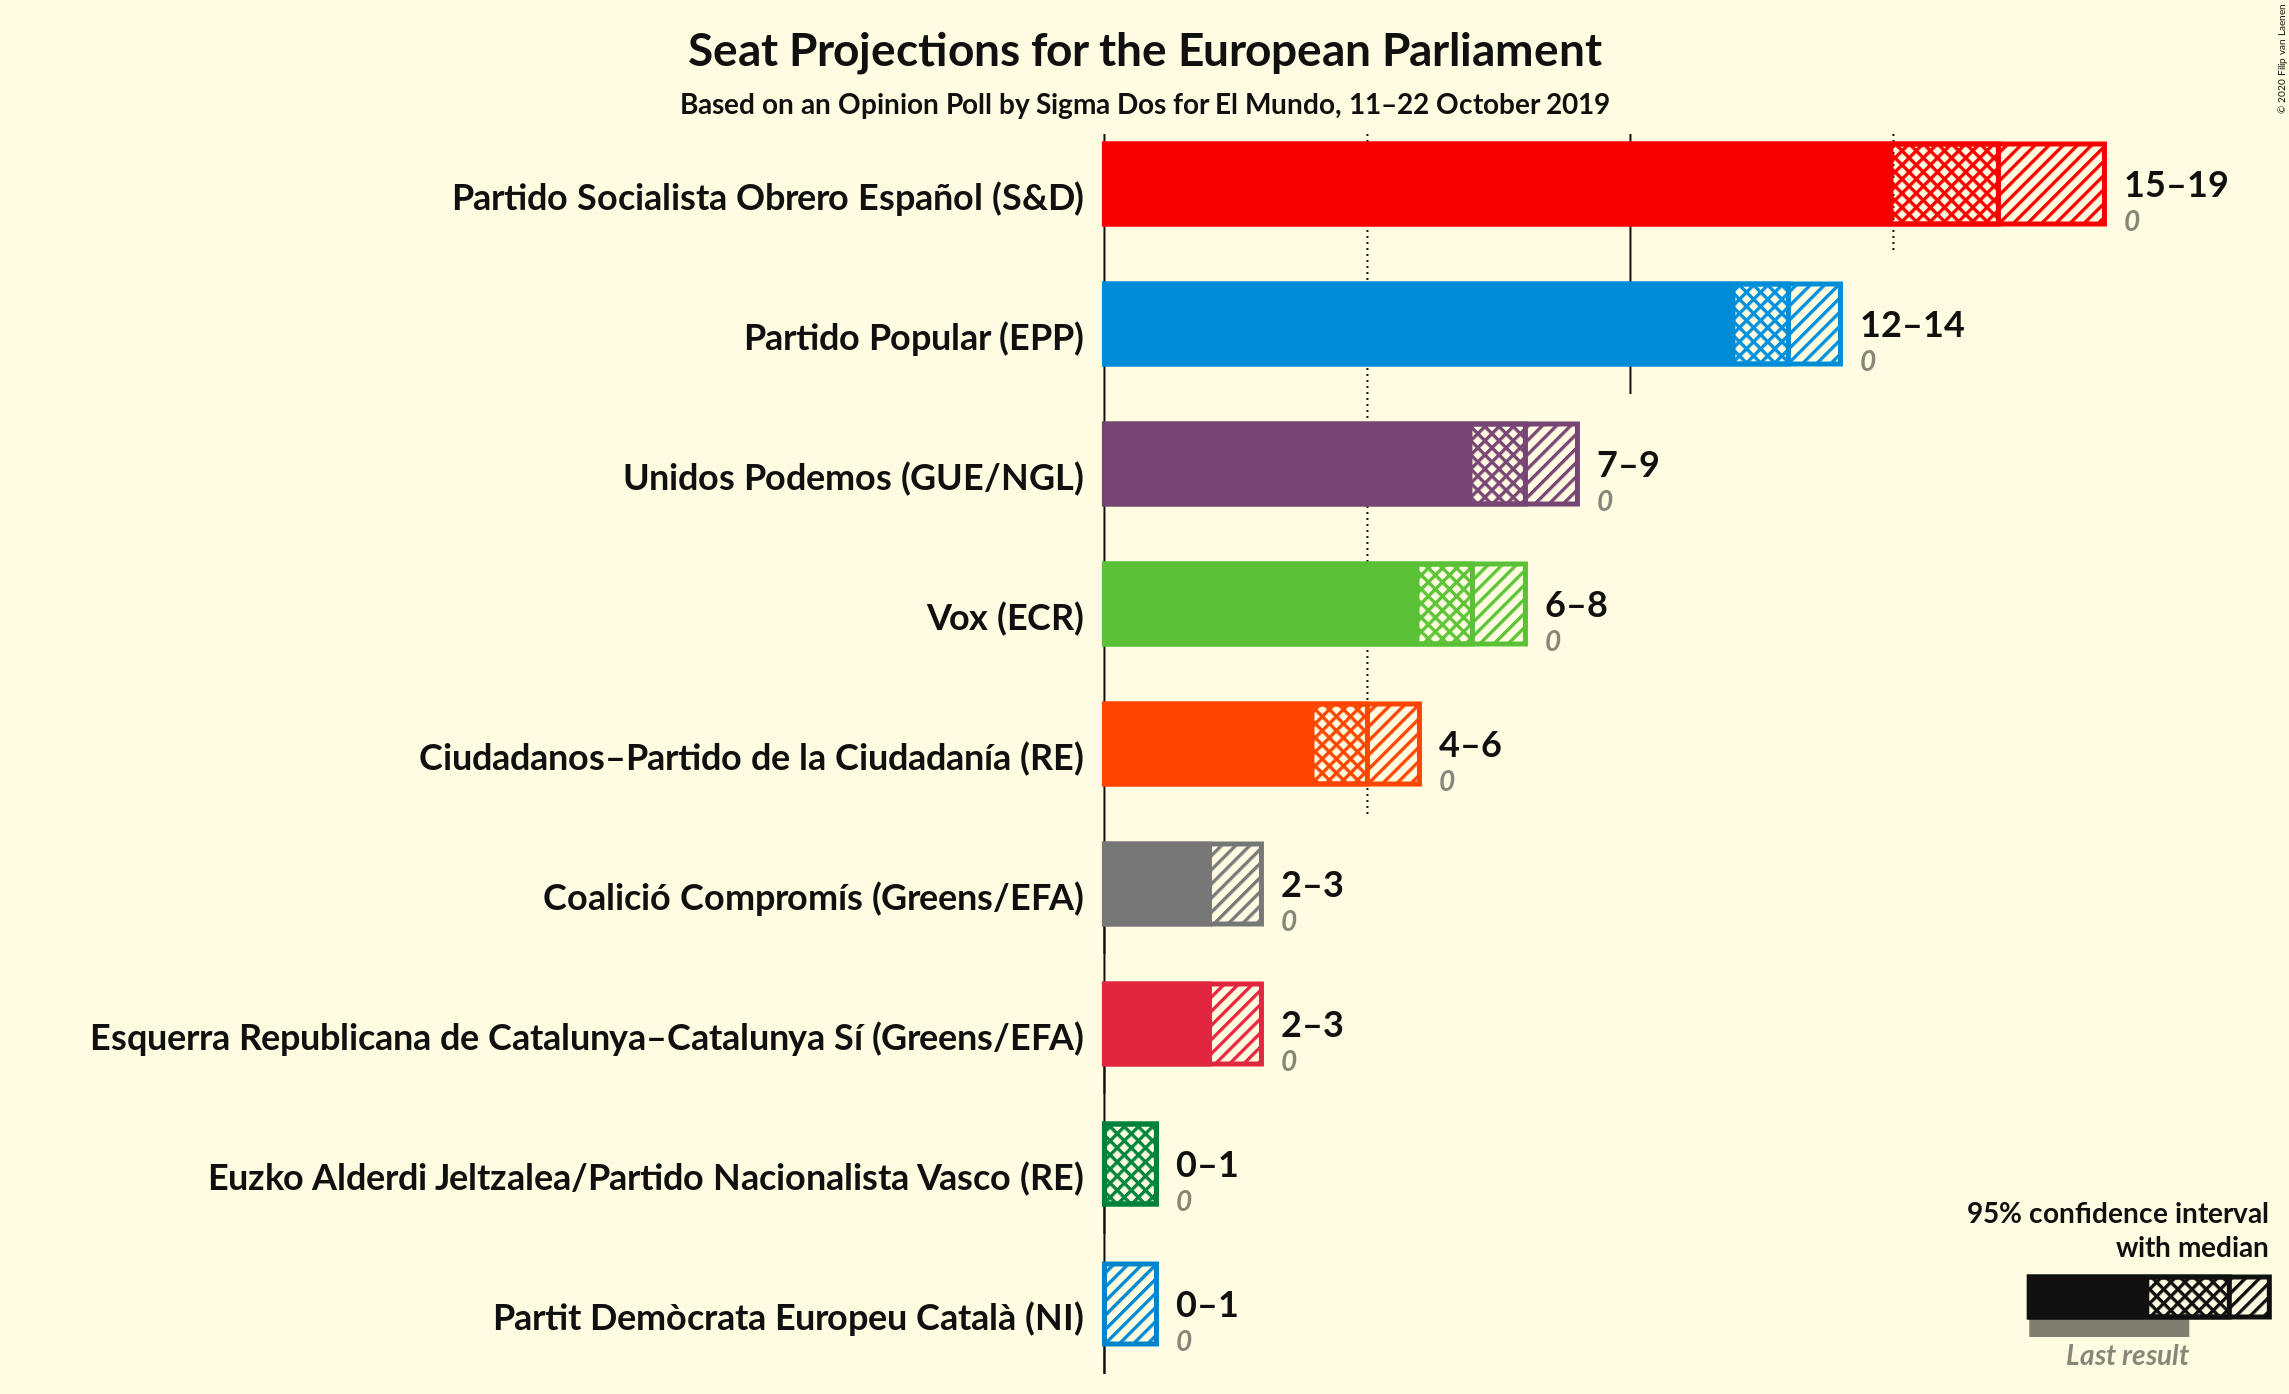 Seat Projections for the European Parliament
Based on an Opinion Poll by Sigma Dos for El Mundo, 11–22 October 2019
© 2020 Filip van Laenen
Partido Socialista Obrero Español (S&D)
15–19
0
Partido Popular (EPP)
12–14
0
Unidos Podemos (GUE/NGL)
7–9
0
Vox (ECR)
6–8
0
Ciudadanos–Partido de la Ciudadanía (RE)
4–6
0
Coalició Compromís (Greens/EFA)
2–3
0
Esquerra Republicana de Catalunya–Catalunya Sí (Greens/EFA)
2–3
0
Euzko Alderdi Jeltzalea/Partido Nacionalista Vasco (RE)
0–1
0
Partit Demòcrata Europeu Català (NI)
0–1
0
95% confidence interval
with median
Last result